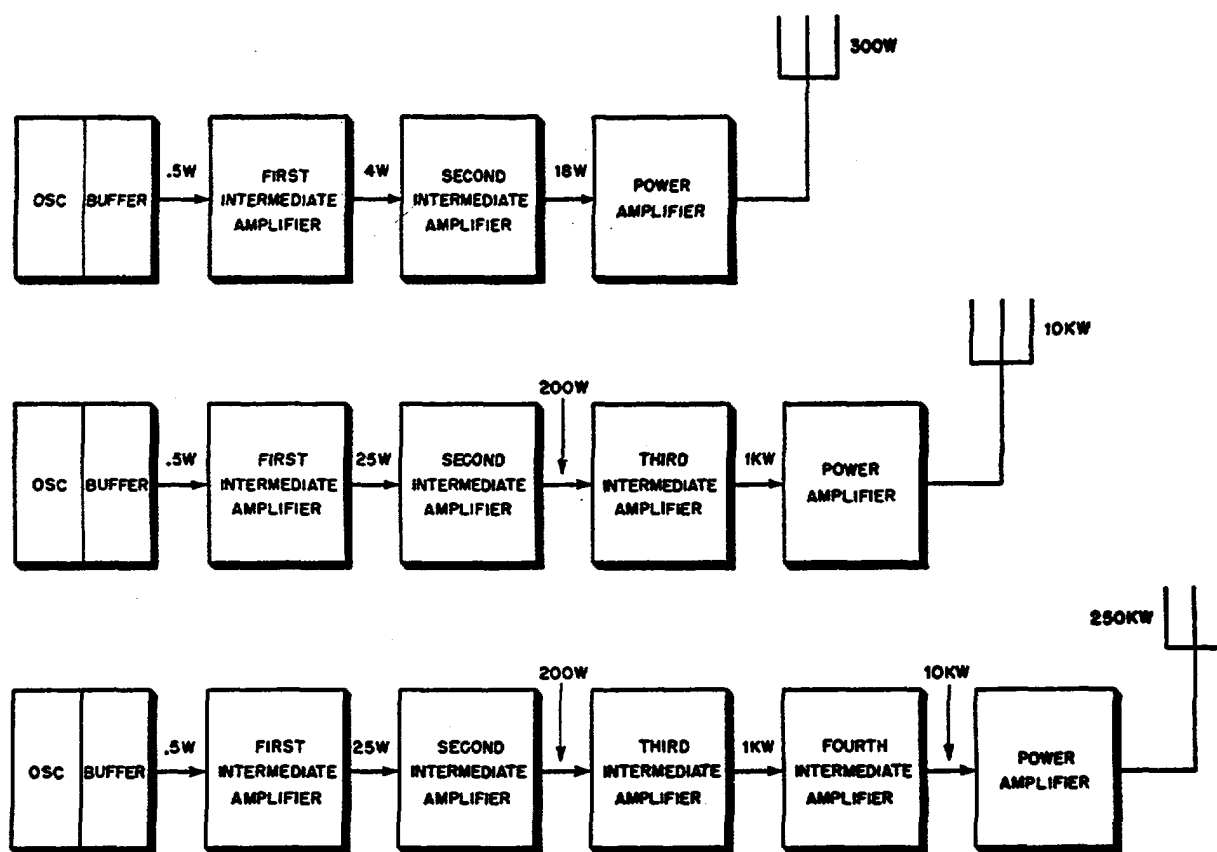 300W
OSC
BUFFER
.5W
FIRST
INTERMEDIATE
AMPLIFIER
4W
SECOND
INTERMEDIATE
AMPLIFIER
18W
POWER
AMPLIFIER
10KW
OSC
BUFFER
.5W
FIRST
INTERMEDIATE
AMPLIFIER
25W
SECOND
INTERMEDIATE
AMPLIFIER
200W
THIRD
INTERMEDIATE
AMPLIFIER
1KW
POWER
AMPLIFIER
250KW
OSC
BUFFER
.5W
FIRST
INTERMEDIATE
AMPLIFIER
25W
SECOND
INTERMEDIATE
AMPLIFIER
200W
THIRD
INTERMEDIATE
AMPLIFIER
1KW
FOURTH
INTERMEDIATE
AMPLIFIER
10KW
POWER
AMPLIFIER